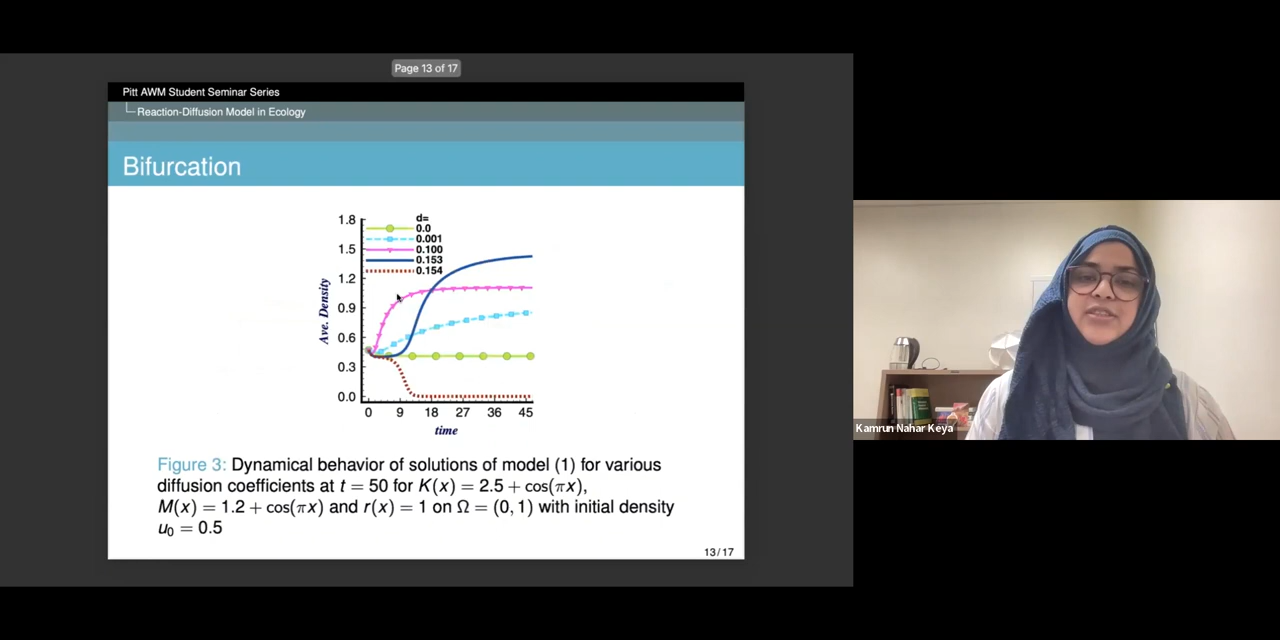 Page 13 of 17
Pitt AWM Student Seminar Series
Reaction-Diffusion Model in Ecology
Bifurcation
d=
0.0
0.001
0.100
0.153
0.154
1.8
1.5
1.2
0.9
0.6
0.3
0.0
Ave. Density
0 9 18 27 36 45
time
Figure 3: Dynamical behavior of solutions of model (1) for various
diffusion coefficients at t = 50 for K(x) = 2.5 + cos(πx),
M(x) = 1.2 + cos(πx) and r(x) = 1 on Ω = (0, 1) with initial density
u₀ = 0.5
13/17
Kamrun Nahar Keya